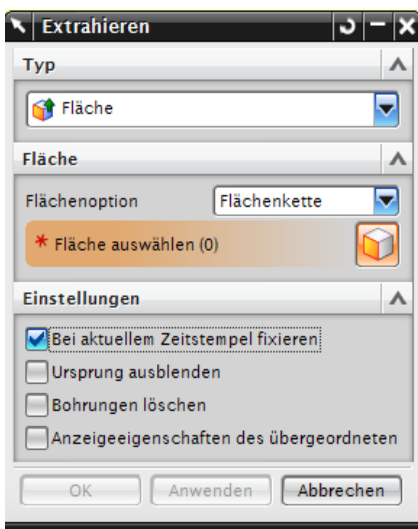 Extrahieren
Typ
Fläche
Fläche
Flächenoption Flächenkette
* Fläche auswählen (0)
Einstellungen
Bei aktuellem Zeitstempel fixieren
Ursprung ausblenden
Bohrungen löschen
Anzeigeeigenschaften des übergeordneten
OK Anwenden Abbrechen